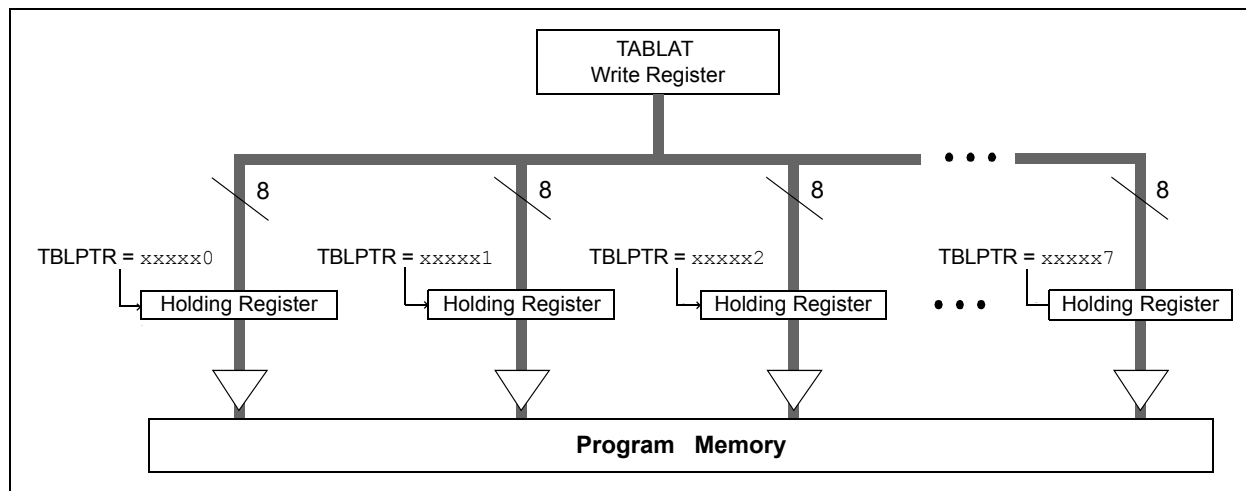 TABLAT
Write Register
• • •
8 8 8 8
TBLPTR = xxxxx0 TBLPTR = xxxxx1 TBLPTR = xxxxx2 TBLPTR = xxxxx7
Holding Register Holding Register Holding Register • • • Holding Register
Program Memory